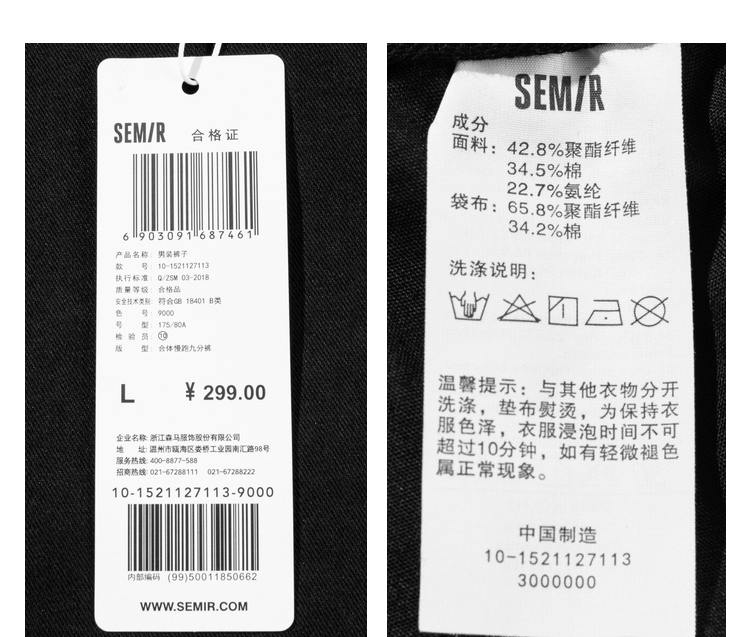 SEMIR 合格证
6 903091 687461
产品名称: 男装裤子
款 号: 10-1521127113
执行标准: Q/ZSM 03-2018
质量等级: 合格品
安全技术类别: 符合GB 18401 B类
色 号: 9000
号 型: 175/80A
检 验 员: ⑩
版 型: 合体慢跑九分裤
L ¥ 299.00
企业名称: 浙江森马服饰股份有限公司
地 址: 温州市瓯海区娄桥工业园南汇路98号
服务热线: 400-8877-588
招商热线: 021-67288111 021-67288222
10-1521127113-9000
内部编码 (99)50011850662
WWW.SEMIR.COM
SEMIR
成分
面料: 42.8%聚酯纤维
34.5%棉
22.7%氨纶
袋布: 65.8%聚酯纤维
34.2%棉
洗涤说明:
温馨提示: 与其他衣物分开
洗涤, 垫布熨烫, 为保持衣
服色泽, 衣服浸泡时间不可
超过10分钟, 如有轻微褪色
属正常现象。
中国制造
10-1521127113
3000000